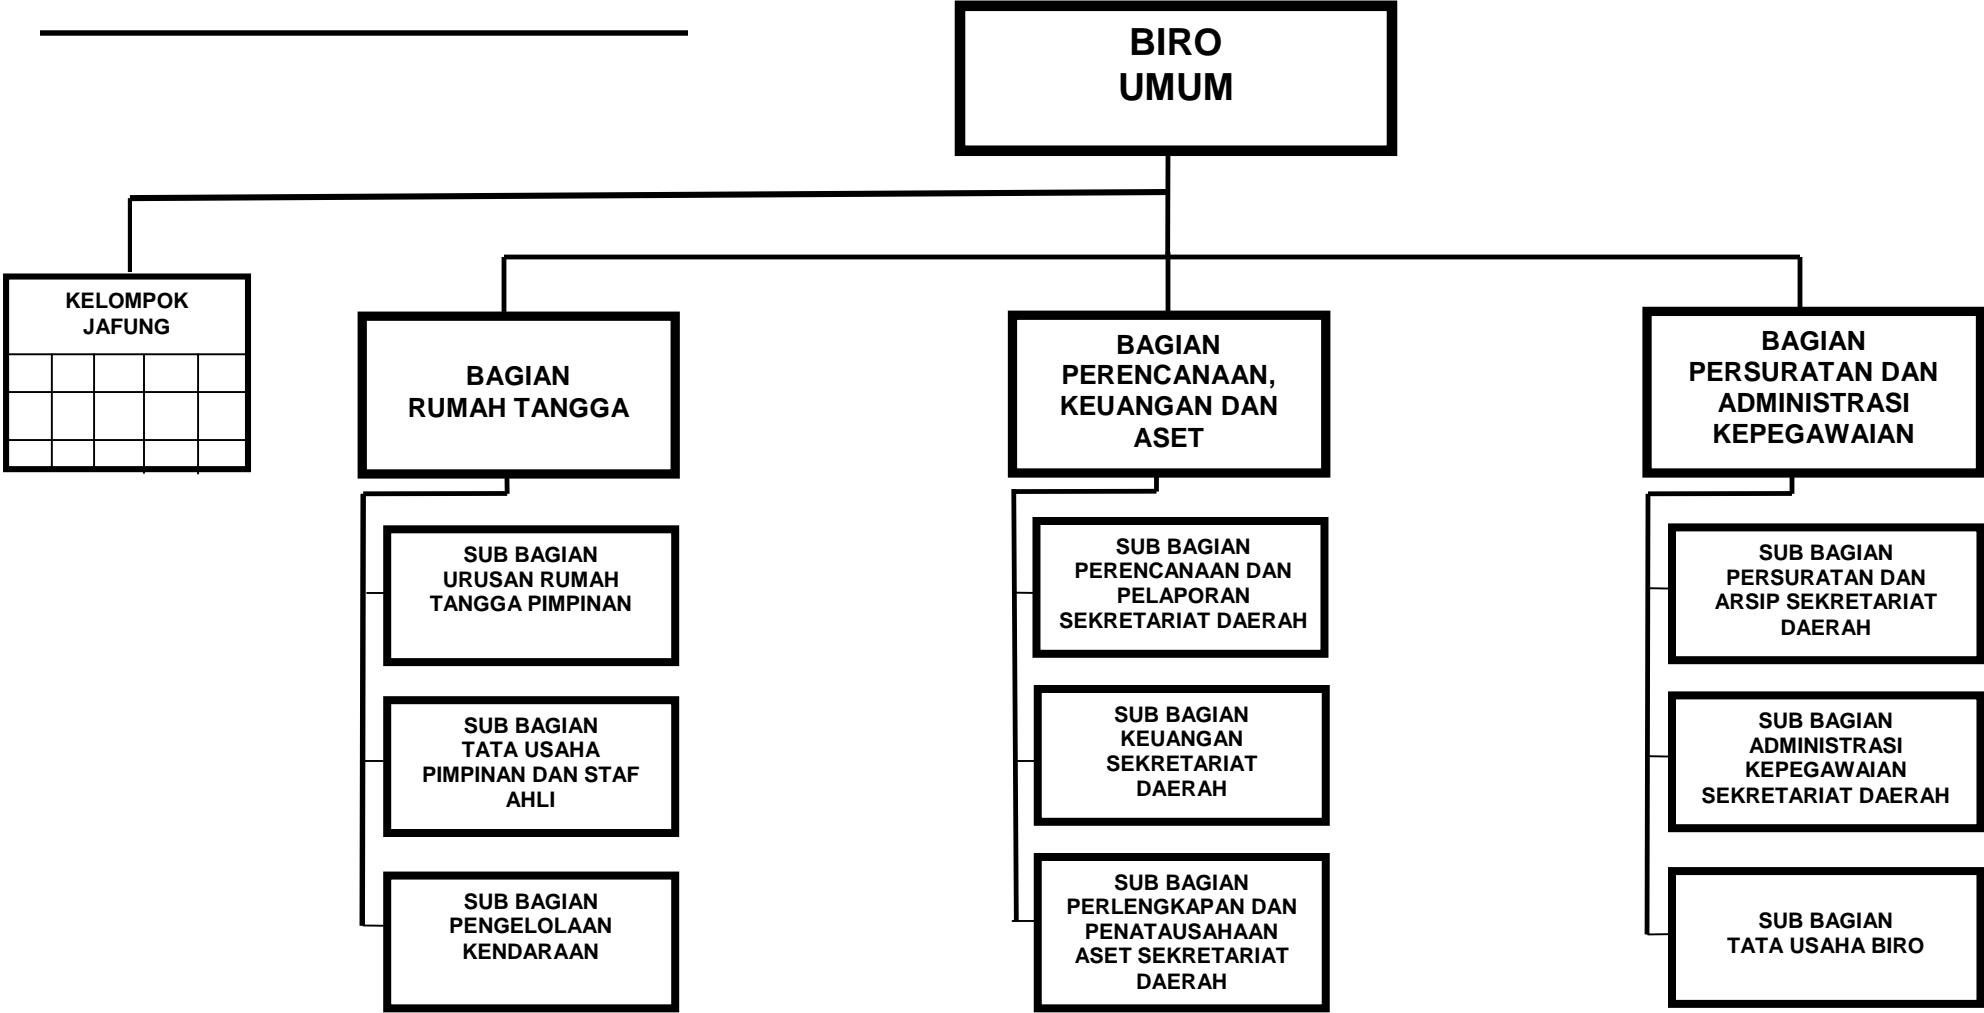 BIRO
UMUM
KELOMPOK
JAFUNG
BAGIAN
RUMAH TANGGA
BAGIAN
PERENCANAAN,
KEUANGAN DAN
ASET
BAGIAN
PERSURATAN DAN
ADMINISTRASI
KEPEGAWAIAN
SUB BAGIAN
URUSAN RUMAH
TANGGA PIMPINAN
SUB BAGIAN
TATA USAHA
PIMPINAN DAN STAF
AHLI
SUB BAGIAN
PENGELOLAAN
KENDARAAN
SUB BAGIAN
PERENCANAAN DAN
PELAPORAN
SEKRETARIAT DAERAH
SUB BAGIAN
KEUANGAN
SEKRETARIAT
DAERAH
SUB BAGIAN
PERLENGKAPAN DAN
PENATAUSAHAAN
ASET SEKRETARIAT
DAERAH
SUB BAGIAN
PERSURATAN DAN
ARSIP SEKRETARIAT
DAERAH
SUB BAGIAN
ADMINISTRASI
KEPEGAWAIAN
SEKRETARIAT DAERAH
SUB BAGIAN
TATA USAHA BIRO